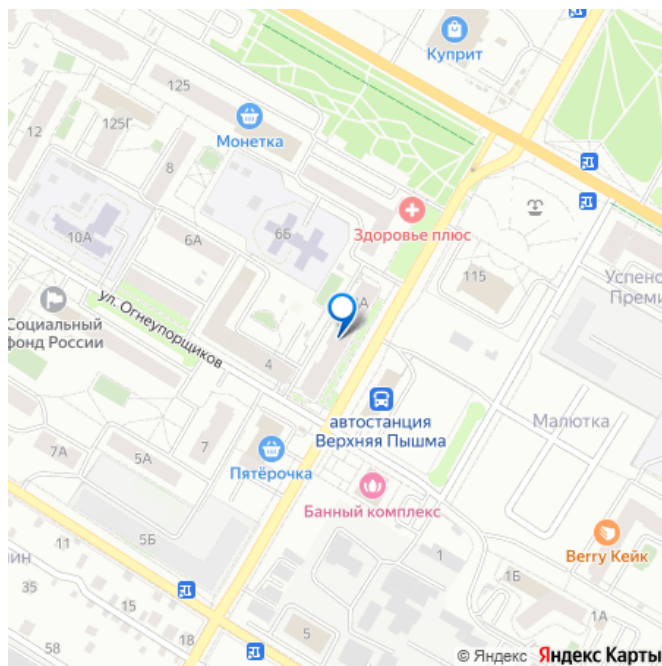 Куприт
125
Монетка
125Г
12
8
Здоровье плюс
6Б
10А
6А
115
Успено
Преми
Социальный
фонд России
ул. Огнеупорщиков
А
4
автостанция
Верхняя Пышма
Малютка
7
7А
5А
Пятёрочка
Банный комплекс
5Б
11
ин
35
15
18
58
5
1
1Б
1А
Berry Кейк
© Яндекс Яндекс Карты